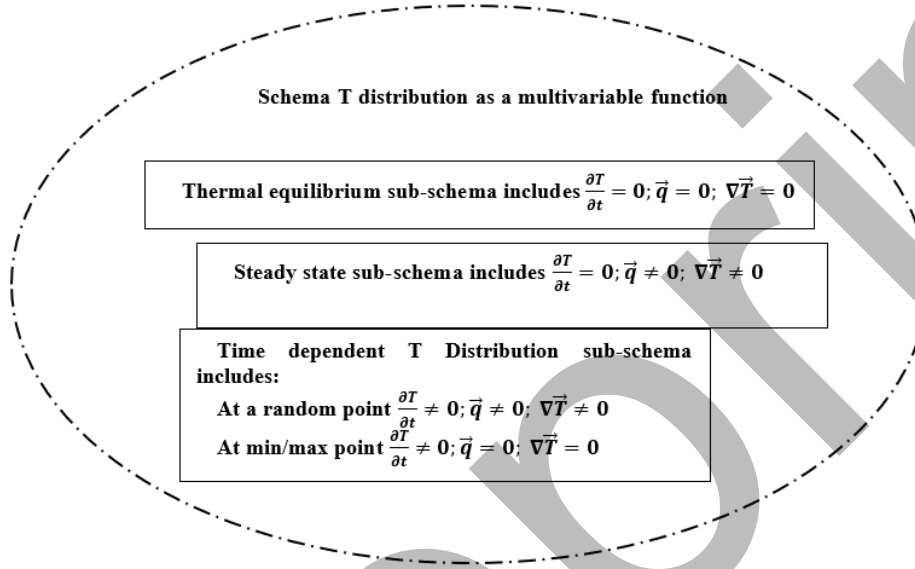 Schema T distribution as a multivariable function
Thermal equilibrium sub-schema includes ∂T/∂t = 0; q⃗ = 0; ∇T⃗ = 0
Steady state sub-schema includes ∂T/∂t = 0; q⃗ ≠ 0; ∇T⃗ ≠ 0
Time dependent T Distribution sub-schema
includes:
At a random point ∂T/∂t ≠ 0; q⃗ ≠ 0; ∇T⃗ ≠ 0
At min/max point ∂T/∂t ≠ 0; q⃗ = 0; ∇T⃗ = 0